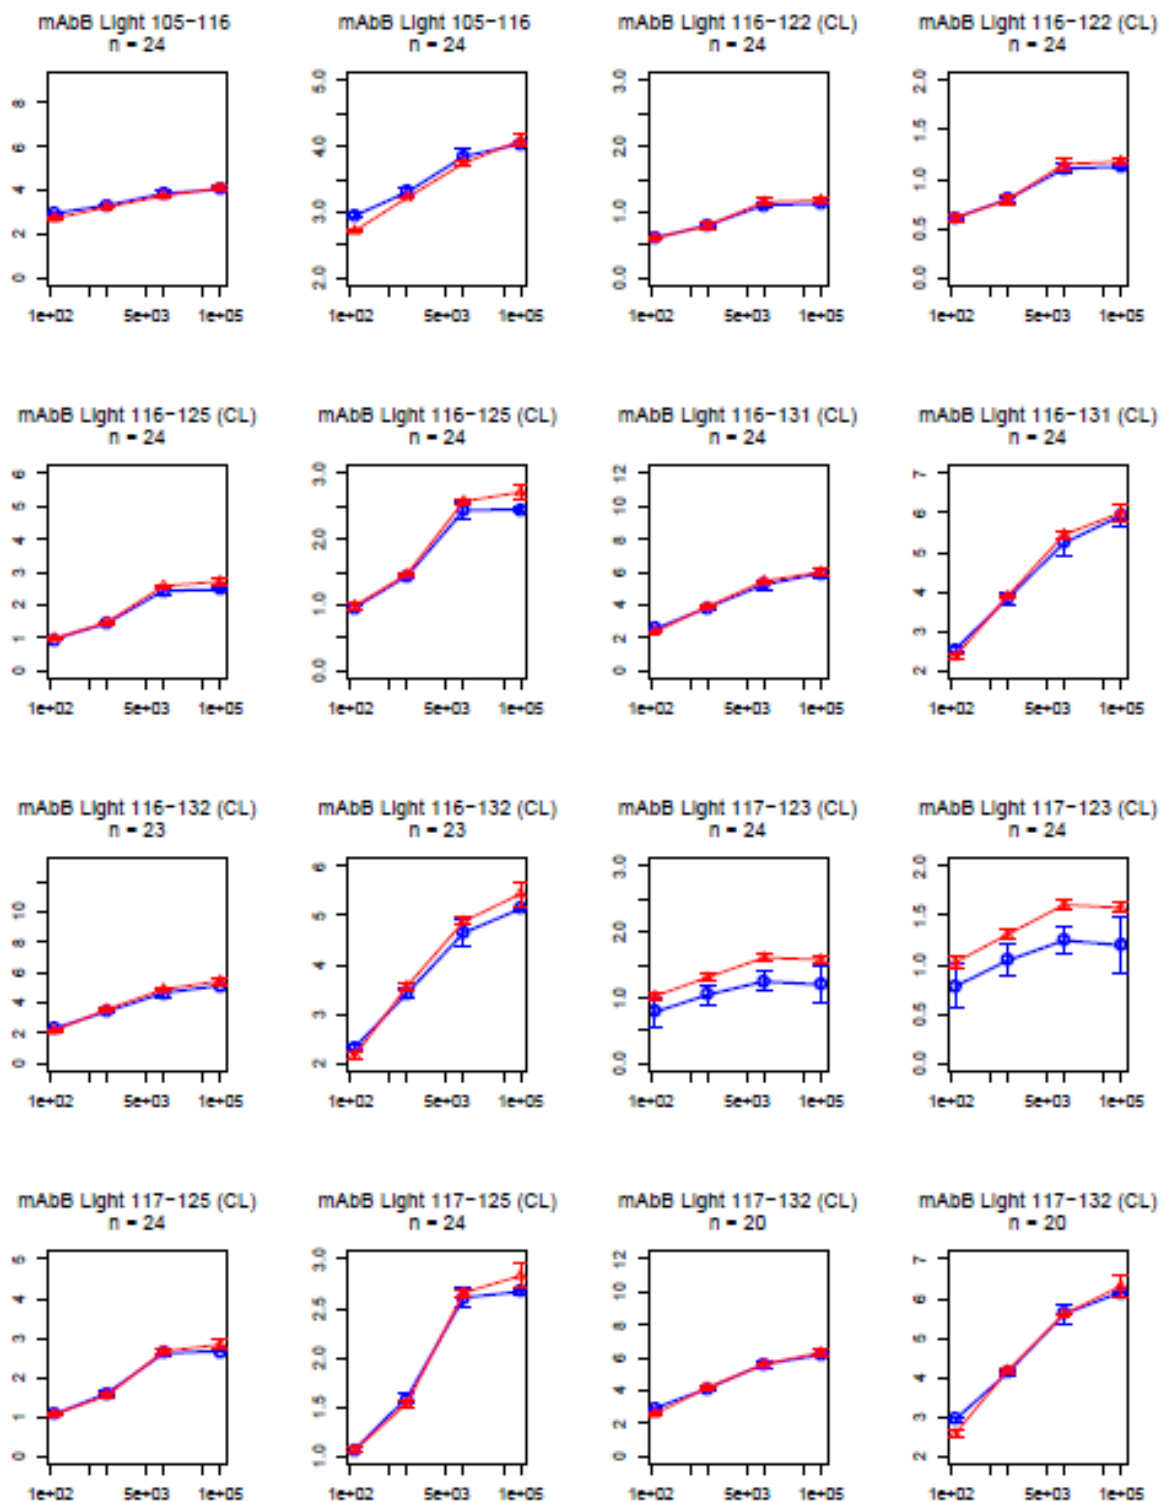 mAbB Light 105−116
n = 24
8
6
4
2
0
1e+02 5e+03 1e+05
mAbB Light 105−116
n = 24
5.0
4.0
3.0
2.0
1e+02 5e+03 1e+05
mAbB Light 116−122 (CL)
n = 24
3.0
2.0
1.0
0.0
1e+02 5e+03 1e+05
mAbB Light 116−122 (CL)
n = 24
2.0
1.5
1.0
0.5
0.0
1e+02 5e+03 1e+05
mAbB Light 116−125 (CL)
n = 24
6
5
4
3
2
1
0
1e+02 5e+03 1e+05
mAbB Light 116−125 (CL)
n = 24
3.0
2.0
1.0
0.0
1e+02 5e+03 1e+05
mAbB Light 116−131 (CL)
n = 24
12
10
8
6
4
2
0
1e+02 5e+03 1e+05
mAbB Light 116−131 (CL)
n = 24
7
6
5
4
3
2
1e+02 5e+03 1e+05
mAbB Light 116−132 (CL)
n = 23
10
8
6
4
2
0
1e+02 5e+03 1e+05
mAbB Light 116−132 (CL)
n = 23
6
5
4
3
2
1e+02 5e+03 1e+05
mAbB Light 117−123 (CL)
n = 24
3.0
2.0
1.0
0.0
1e+02 5e+03 1e+05
mAbB Light 117−123 (CL)
n = 24
2.0
1.5
1.0
0.5
0.0
1e+02 5e+03 1e+05
mAbB Light 117−125 (CL)
n = 24
5
4
3
2
1
0
1e+02 5e+03 1e+05
mAbB Light 117−125 (CL)
n = 24
3.0
2.5
2.0
1.5
1.0
1e+02 5e+03 1e+05
mAbB Light 117−132 (CL)
n = 20
12
10
8
6
4
2
0
1e+02 5e+03 1e+05
mAbB Light 117−132 (CL)
n = 20
7
6
5
4
3
2
1e+02 5e+03 1e+05